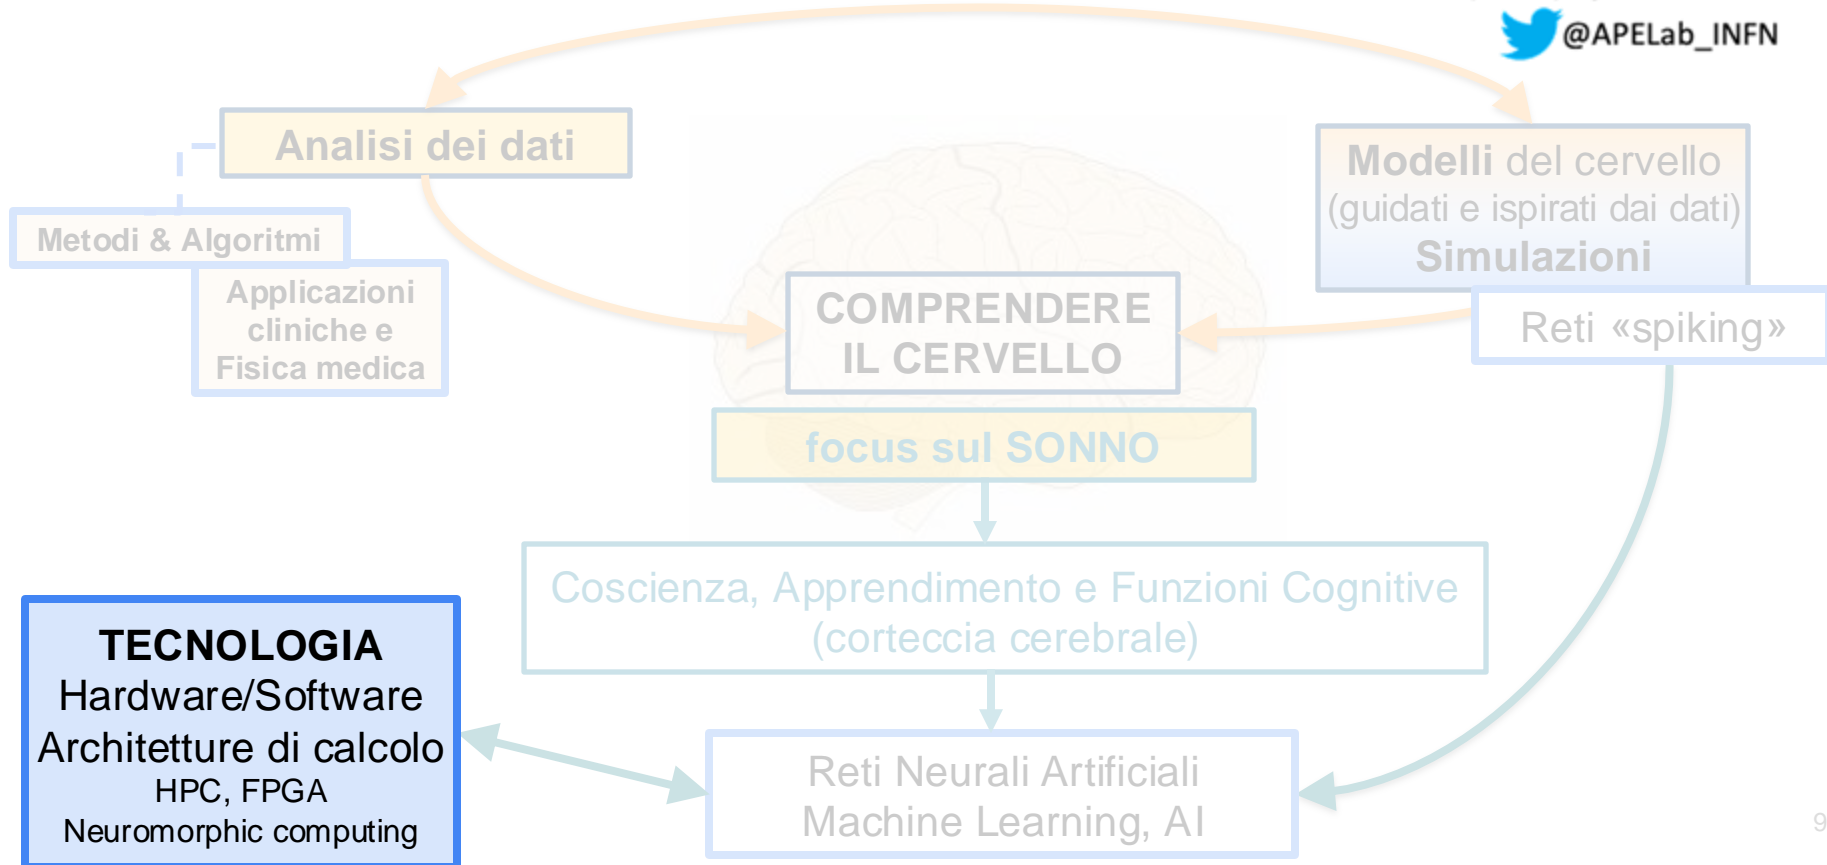 @APELab_INFN
Analisi dei dati
Metodi & Algoritmi
Applicazioni
cliniche e
Fisica medica
Modelli del cervello
(guidati e ispirati dai dati)
Simulazioni
Reti «spiking»
COMPRENDERE
IL CERVELLO
focus sul SONNO
Coscienza, Apprendimento e Funzioni Cognitive
(corteccia cerebrale)
TECNOLOGIA
Hardware/Software
Architetture di calcolo
HPC, FPGA
Neuromorphic computing
Reti Neurali Artificiali
Machine Learning, AI
9